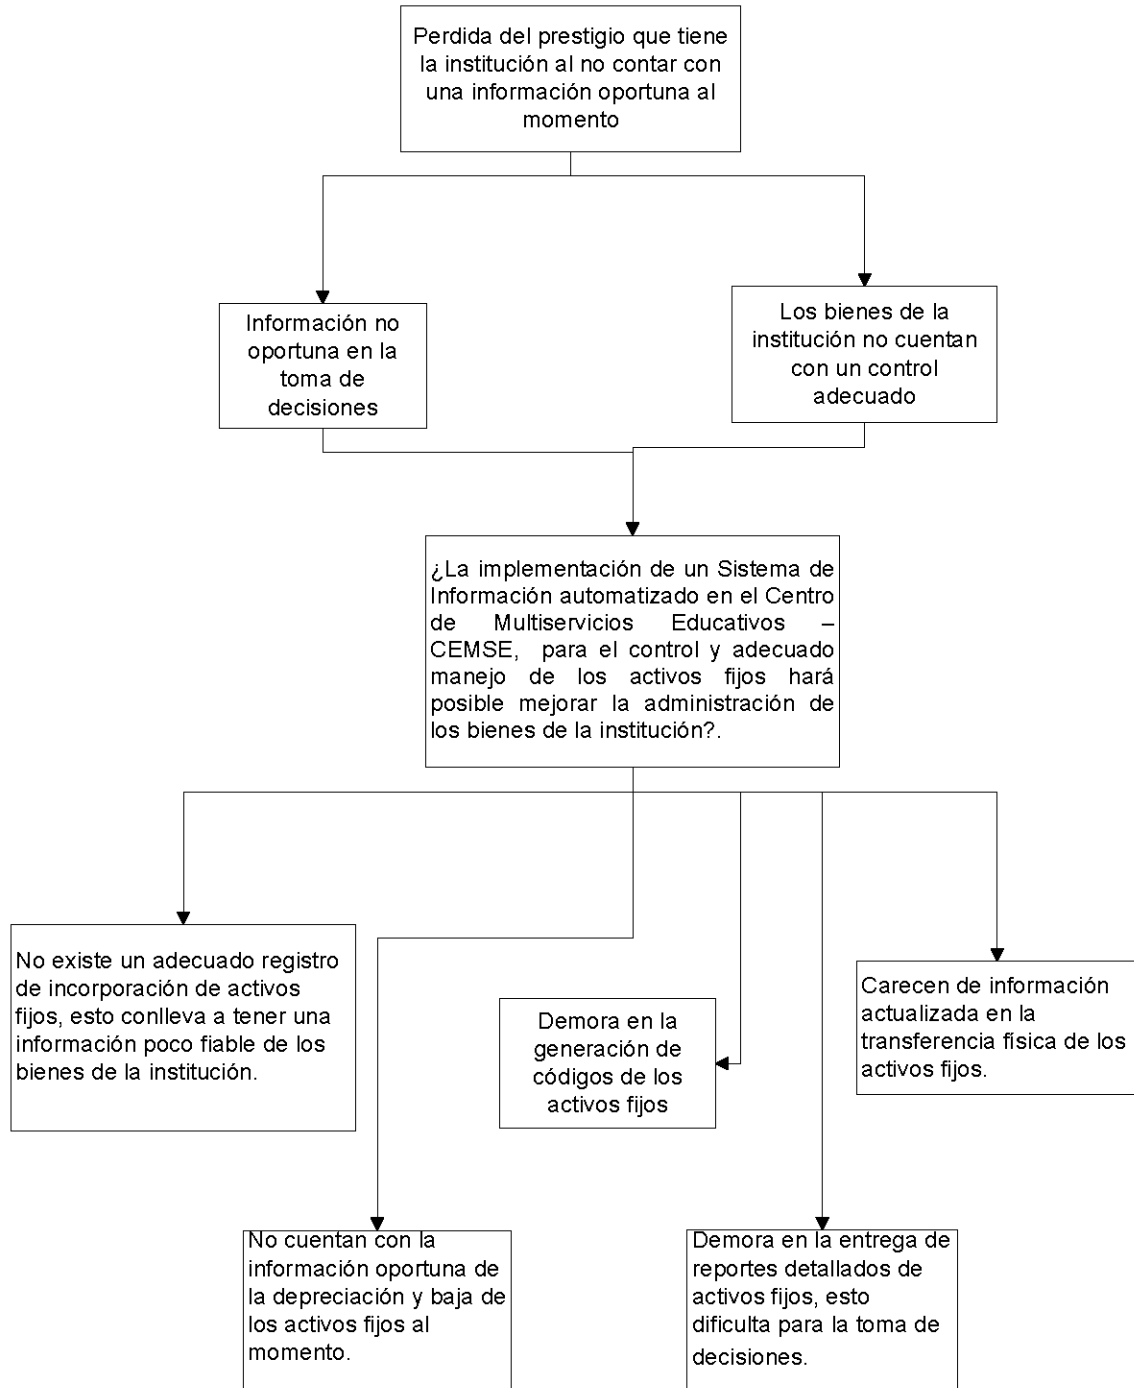 Perdida del prestigio que tiene
la institución al no contar con
una información oportuna al
momento
Información no
oportuna en la
toma de
decisiones
Los bienes de la
institución no cuentan
con un control
adecuado
¿La implementación de un Sistema de
Información automatizado en el Centro
de Multiservicios Educativos –
CEMSE, para el control y adecuado
manejo de los activos fijos hará
posible mejorar la administración de
los bienes de la institución?.
No existe un adecuado registro
de incorporación de activos
fijos, esto conlleva a tener una
información poco fiable de los
bienes de la institución.
Demora en la
generación de
códigos de los
activos fijos
Carecen de información
actualizada en la
transferencia física de los
activos fijos.
No cuentan con la
información oportuna de
la depreciación y baja de
los activos fijos al
momento.
Demora en la entrega de
reportes detallados de
activos fijos, esto
dificulta para la toma de
decisiones.